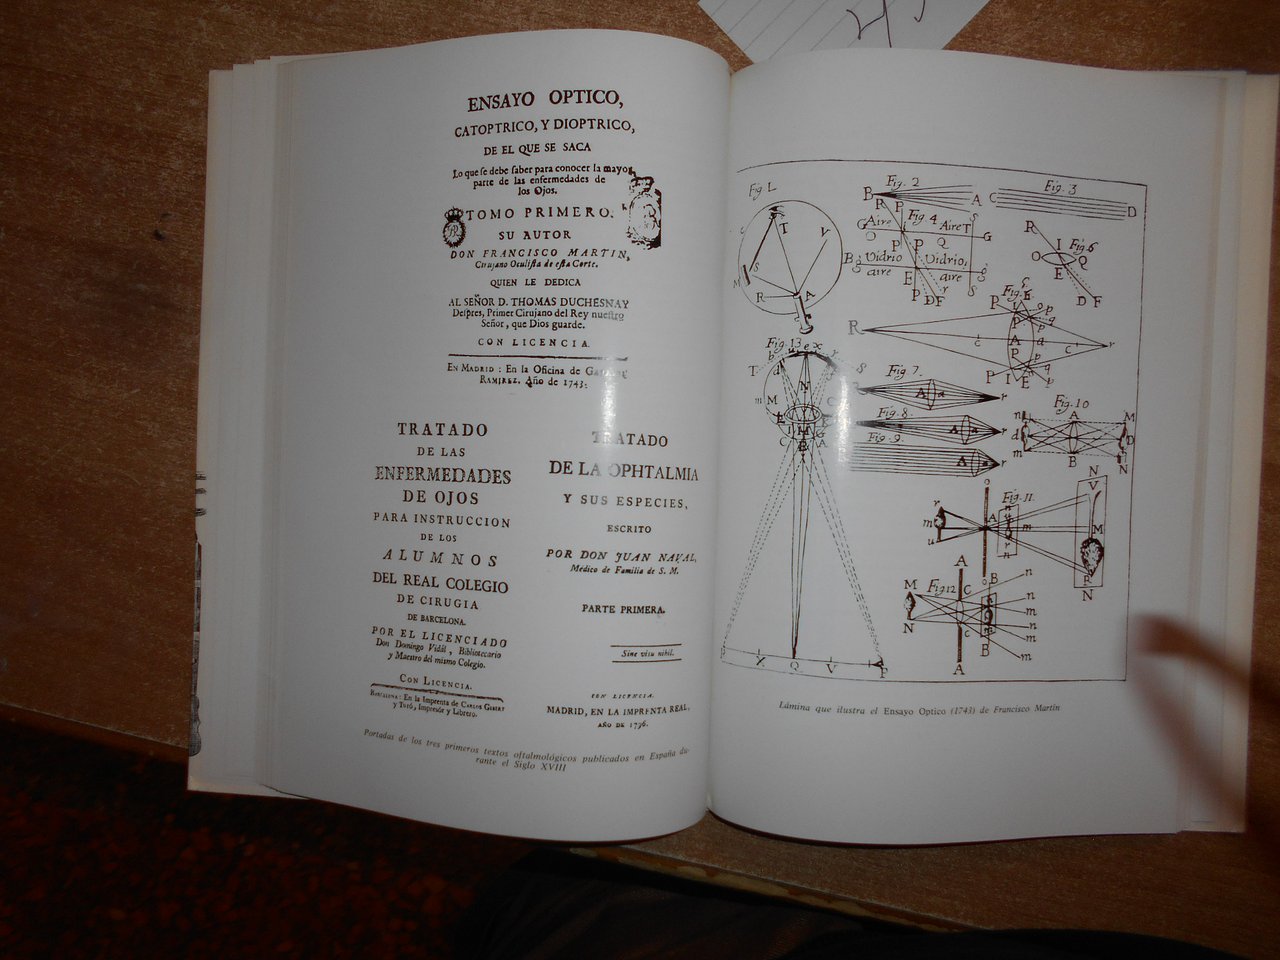 ENSAYO OPTICO,
CATOPTRICO, Y DIOPTRICO,
DE EL QUE SE SACA
Lo que se debe saber para conocer la mayor
parte de las enfermedades de
los Ojos.
TOMO PRIMERO.
SU AUTOR
DON FRANCISCO MARTIN,
Cirujano Oculista de esta Corte.
QUIEN LE DEDICA
AL SEÑOR D. THOMAS DUCHESNAY
Despres, Primer Cirujano del Rey nuestro
Señor, que Dios guarde.
CON LICENCIA.
EN MADRID: En la Oficina de
RAMIREZ, Año de 1743.
TRATADO
DE LAS
ENFERMEDADES
DE OJOS
PARA INSTRUCCION
DE LOS
ALUMNOS
DEL REAL COLEGIO
DE CIRUGIA
DE BARCELONA.
POR EL LICENCIADO
Don Domingo Vidál, Bibliotecario
y Maestro del mismo Colegio.
CON LICENCIA.
BARCELONA: En la Imprenta de CARLOS GIBERT
y Tutó, Impresór y Librero.
TRATADO
DE LA OPHTALMIA
Y SUS ESPECIES,
ESCRITO
POR DON JUAN NAVAL,
Médico de Familia de S. M.
PARTE PRIMERA.
Sine visu nihil.
CON LICENCIA.
MADRID, EN LA IMPRENTA REAL,
AÑO DE 1796.
Portadas de los tres primeros textos oftalmológicos publicados en España du-
rante el Siglo XVIII
Fig 1.
T
V
S
M
R
A
Fig. 2
B
A
Fig. 3
C
D
R P
Fig 4
S
G Aire Aire T G
O P Q
P P
B Vidrio Vidrio
g aire E aire g
P D F r S
R
I Fig 6
O Q
E
D F
R
P
A a
c c
r
P I E
Fig. 13
b d u e x
T
N
m M
E
I H G
C B A
P X Q V P
Fig. 7
A a r
Fig. 8
A a r
Fig. 9
A r
Fig. 10
n A M
d D
m B N
N
Fig. 11
r V
m A m M
u R
N
A
B n
M Fig 12 C n
m
N c n
m
B
A m
Lámina que ilustra el Ensayo Optico (1743) de Francisco Martin